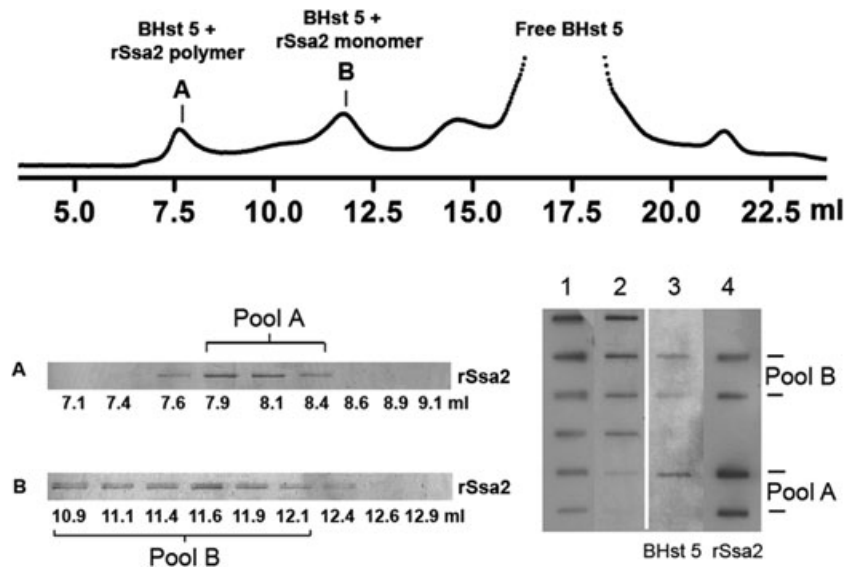 BHst 5 +
rSsa2 polymer
A
BHst 5 +
rSsa2 monomer
B
Free BHst 5
5.0 7.5 10.0 12.5 15.0 17.5 20.0 22.5 ml
Pool A
A
rSsa2
7.1 7.4 7.6 7.9 8.1 8.4 8.6 8.9 9.1 ml
B
rSsa2
10.9 11.1 11.4 11.6 11.9 12.1 12.4 12.6 12.9 ml
Pool B
1 2 3 4
Pool B
Pool A
BHst 5 rSsa2